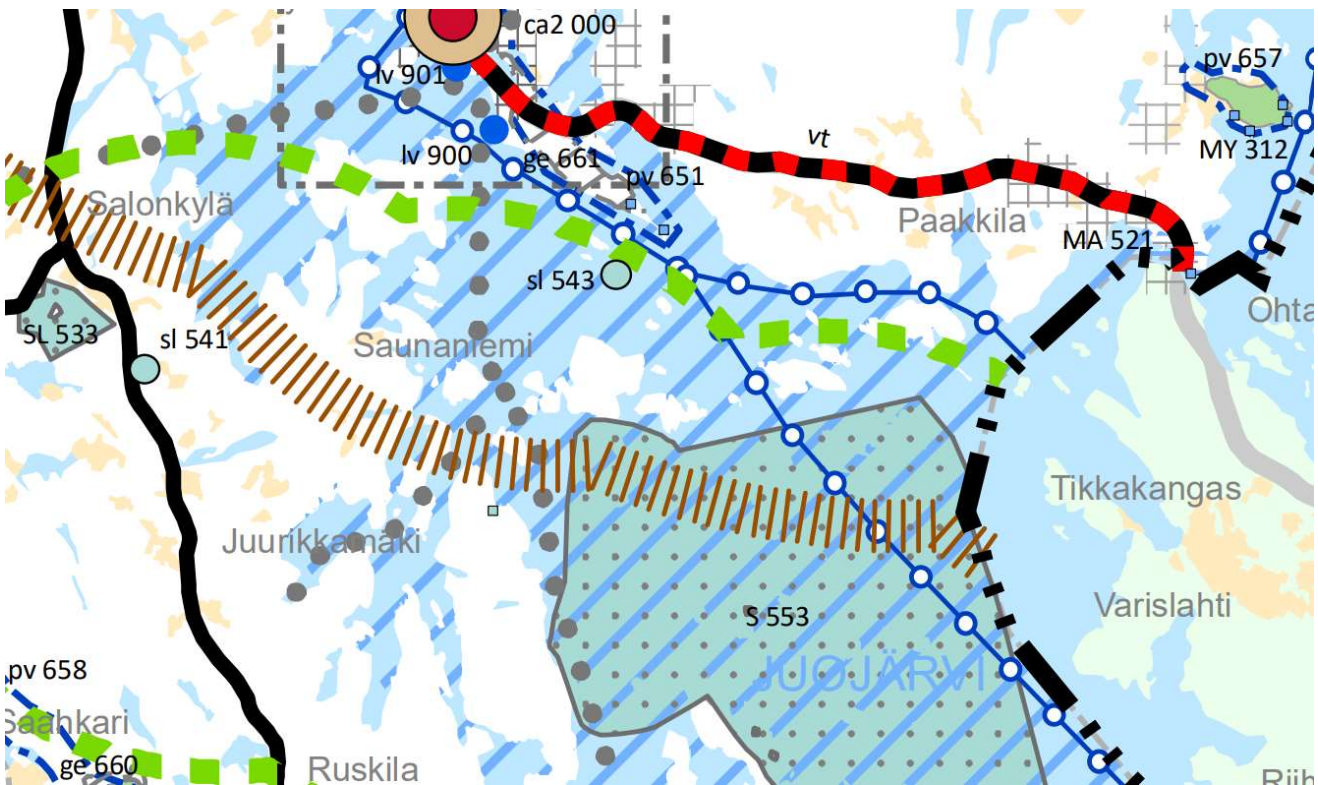 ca2 000
lv 901
pv 657
vt
lv 900
ge 661
MY 312
pv 651
Salonkylä
Paakkila
MA 521
sl 543
SL 533
sl 541
Saunaniemi
Tikkakangas
Juurikkamäki
Varislahti
S 553
pv 658
JUOJÄRVI
Saahkari
ge 660
Ruskila